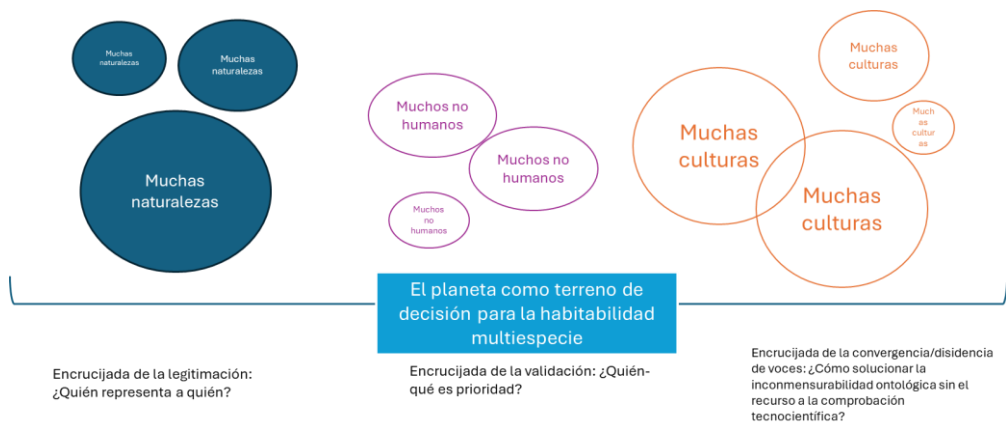 Muchas
naturalezas
Muchas
naturalezas
Muchas
naturalezas
Muchos no
humanos
Muchos no
humanos
Muchos
no
humanos
Muchas
culturas
Much
as
cultur
as
Muchas
culturas
Muchas
culturas
El planeta como terreno de
decisión para la habitabilidad
multiespecie
Encrucijada de la legitimación:
¿Quién representa a quién?
Encrucijada de la validación: ¿Quién-
qué es prioridad?
Encrucijada de la convergencia/disidencia
de voces: ¿Cómo solucionar la
inconmensurabilidad ontológica sin el
recurso a la comprobación
tecnocientífica?